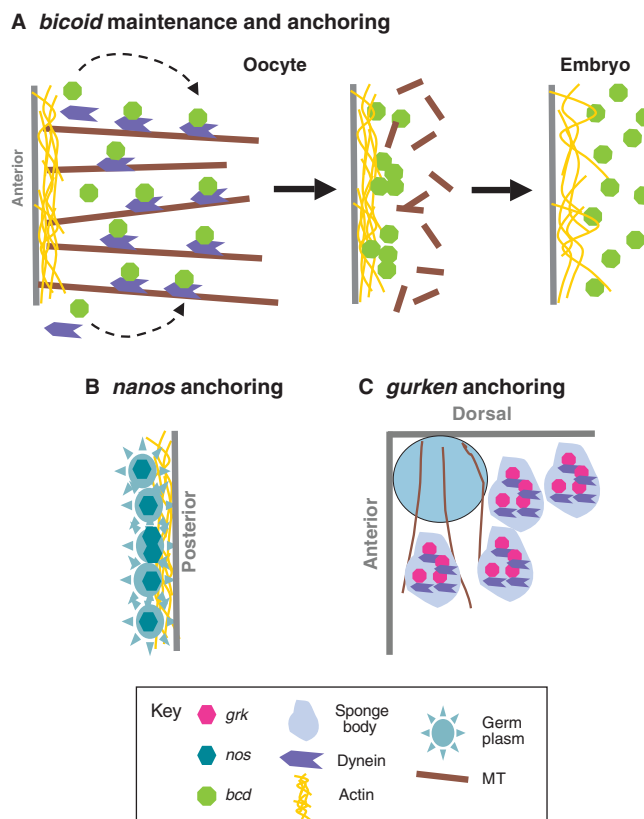 A bicoid maintenance and anchoring
Oocyte
Embryo
Anterior
B nanos anchoring
Posterior
C gurken anchoring
Dorsal
Anterior
Key
grk
nos
bcd
Sponge
body
Dynein
Actin
Germ
plasm
MT